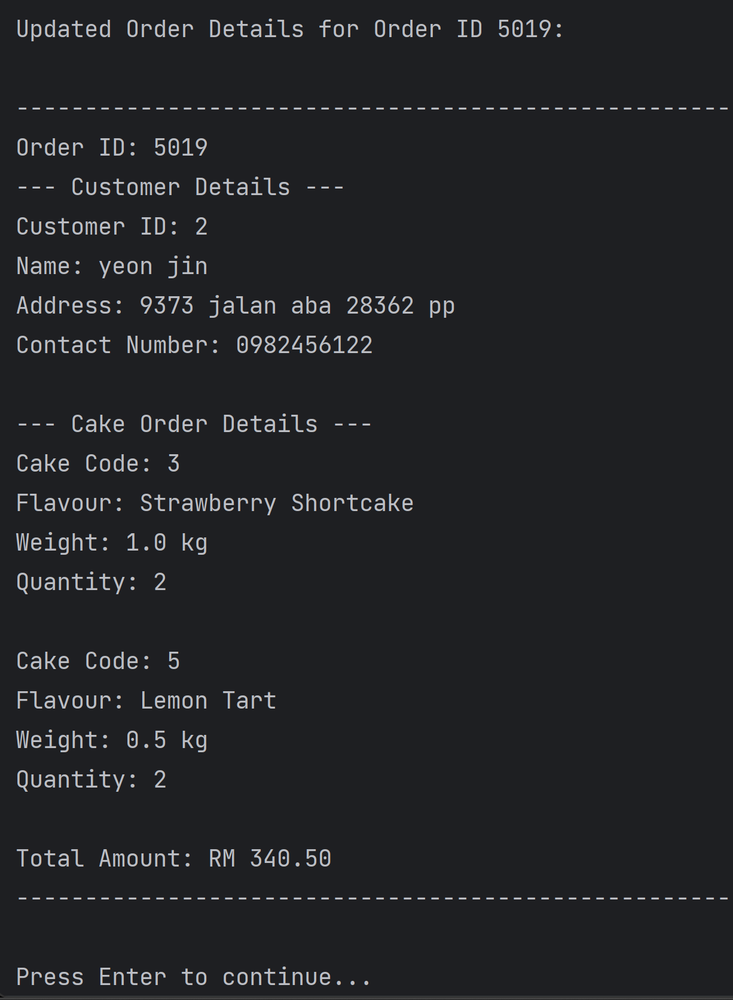 Updated Order Details for Order ID 5019:
----------------------------------------------------
Order ID: 5019
--- Customer Details ---
Customer ID: 2
Name: yeon jin
Address: 9373 jalan aba 28362 pp
Contact Number: 0982456122
--- Cake Order Details ---
Cake Code: 3
Flavour: Strawberry Shortcake
Weight: 1.0 kg
Quantity: 2
Cake Code: 5
Flavour: Lemon Tart
Weight: 0.5 kg
Quantity: 2
Total Amount: RM 340.50
----------------------------------------------------
Press Enter to continue...